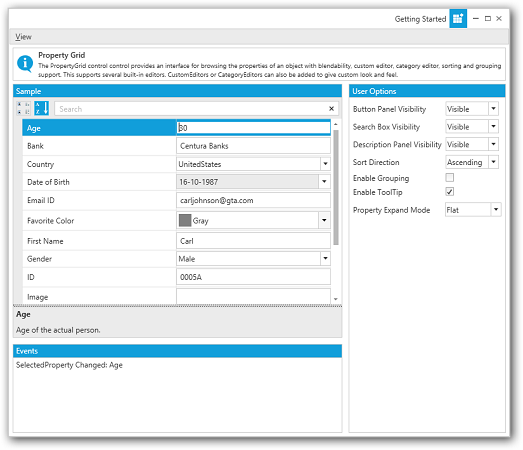 Getting Started
View
Property Grid
The PropertyGrid control control provides an interface for browsing the properties of an object with blendability, custom editor, category editor, sorting and grouping
support. This supports several built-in editors. CustomEditors or CategoryEditors can also be added to give custom look and feel.
Sample
Search
Age 30
Bank Centura Banks
Country UnitedStates
Date of Birth 16-10-1987
Email ID carljohnson@gta.com
Favorite Color Gray
First Name Carl
Gender Male
ID 0005A
Image
Age
Age of the actual person.
Events
SelectedProperty Changed: Age
User Options
Button Panel Visibility Visible
Search Box Visibility Visible
Description Panel Visibility Visible
Sort Direction Ascending
Enable Grouping
Enable ToolTip
Property Expand Mode Flat